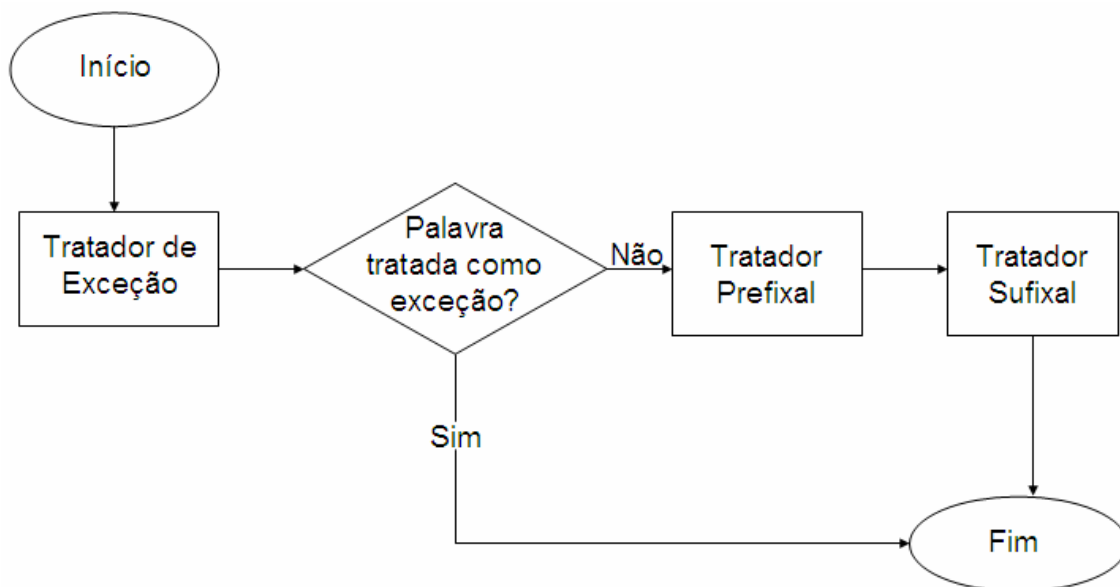 Início
Tratador de
Exceção
Palavra
tratada como
exceção?
Não
Tratador
Prefixal
Tratador
Sufixal
Sim
Fim